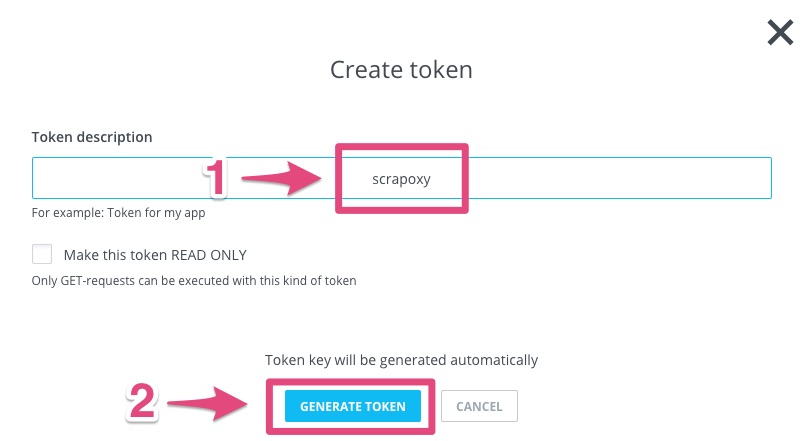 Create token
Token description
1
scrapoxy
For example: Token for my app
Make this token READ ONLY
Only GET-requests can be executed with this kind of token
Token key will be generated automatically
2
GENERATE TOKEN
CANCEL